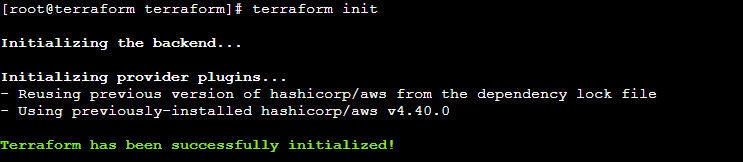 [root@terraform terraform]# terraform init
Initializing the backend...
Initializing provider plugins...
- Reusing previous version of hashicorp/aws from the dependency lock file
- Using previously-installed hashicorp/aws v4.40.0
Terraform has been successfully initialized!